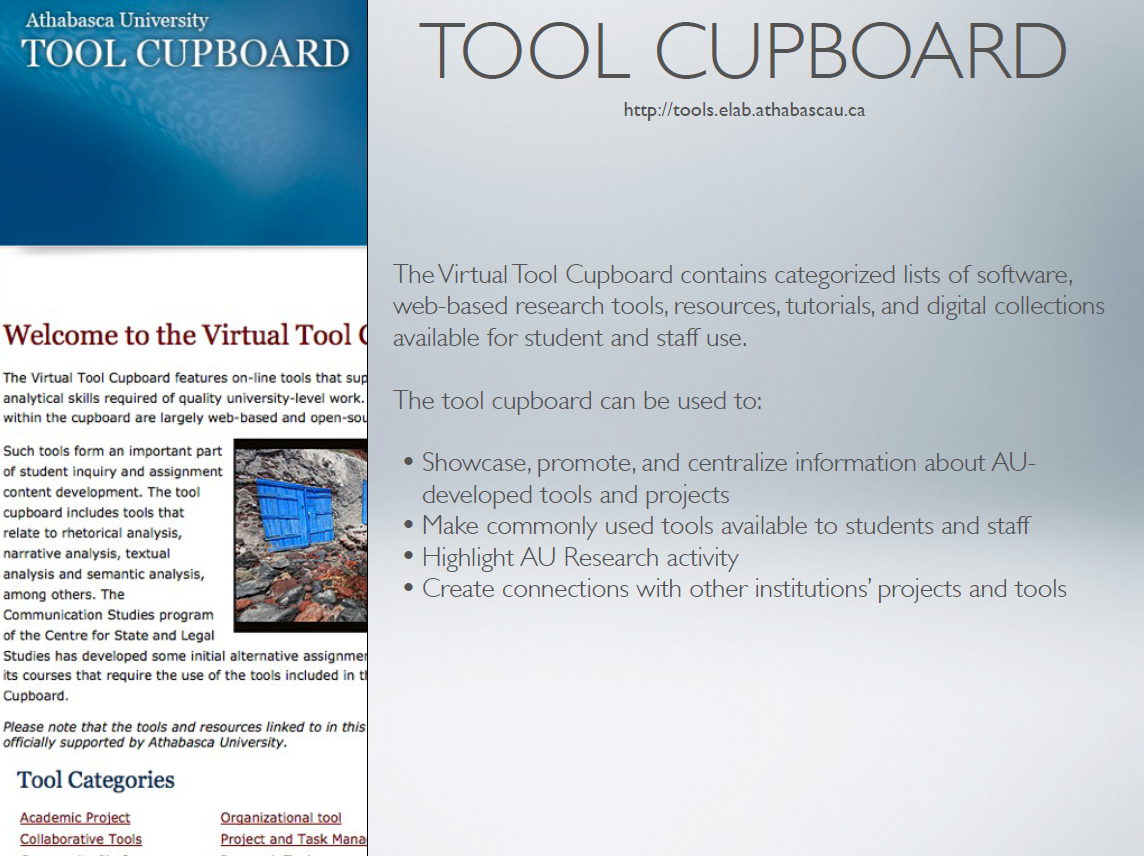 Athabasca University
TOOL CUPBOARD
Welcome to the Virtual Tool
The Virtual Tool Cupboard features on-line tools that
analytical skills required of quality university-level work.
within the cupboard are largely web-based and
Such tools form an important part
of student inquiry and assignment
content development. The tool
cupboard includes tools that
relate to rhetorical analysis,
narrative analysis, textual
analysis and semantic analysis,
among others. The
Communication Studies program
of the Centre for State and Legal
Studies has developed some initial alternative
its courses that require the use of the tools included in
Cupboard.
Please note that the tools and resources linked to in this
officially supported by Athabasca University.
Tool Categories
Academic Project
Organizational tool
Collaborative Tools
Project and Task
TOOL CUPBOARD
http://tools.elab.athabascau.ca
The Virtual Tool Cupboard contains categorized lists of software,
web-based research tools, resources, tutorials, and digital collections
available for student and staff use.
The tool cupboard can be used to:
• Showcase, promote, and centralize information about AU-
developed tools and projects
• Make commonly used tools available to students and staff
• Highlight AU Research activity
• Create connections with other institutions' projects and tools